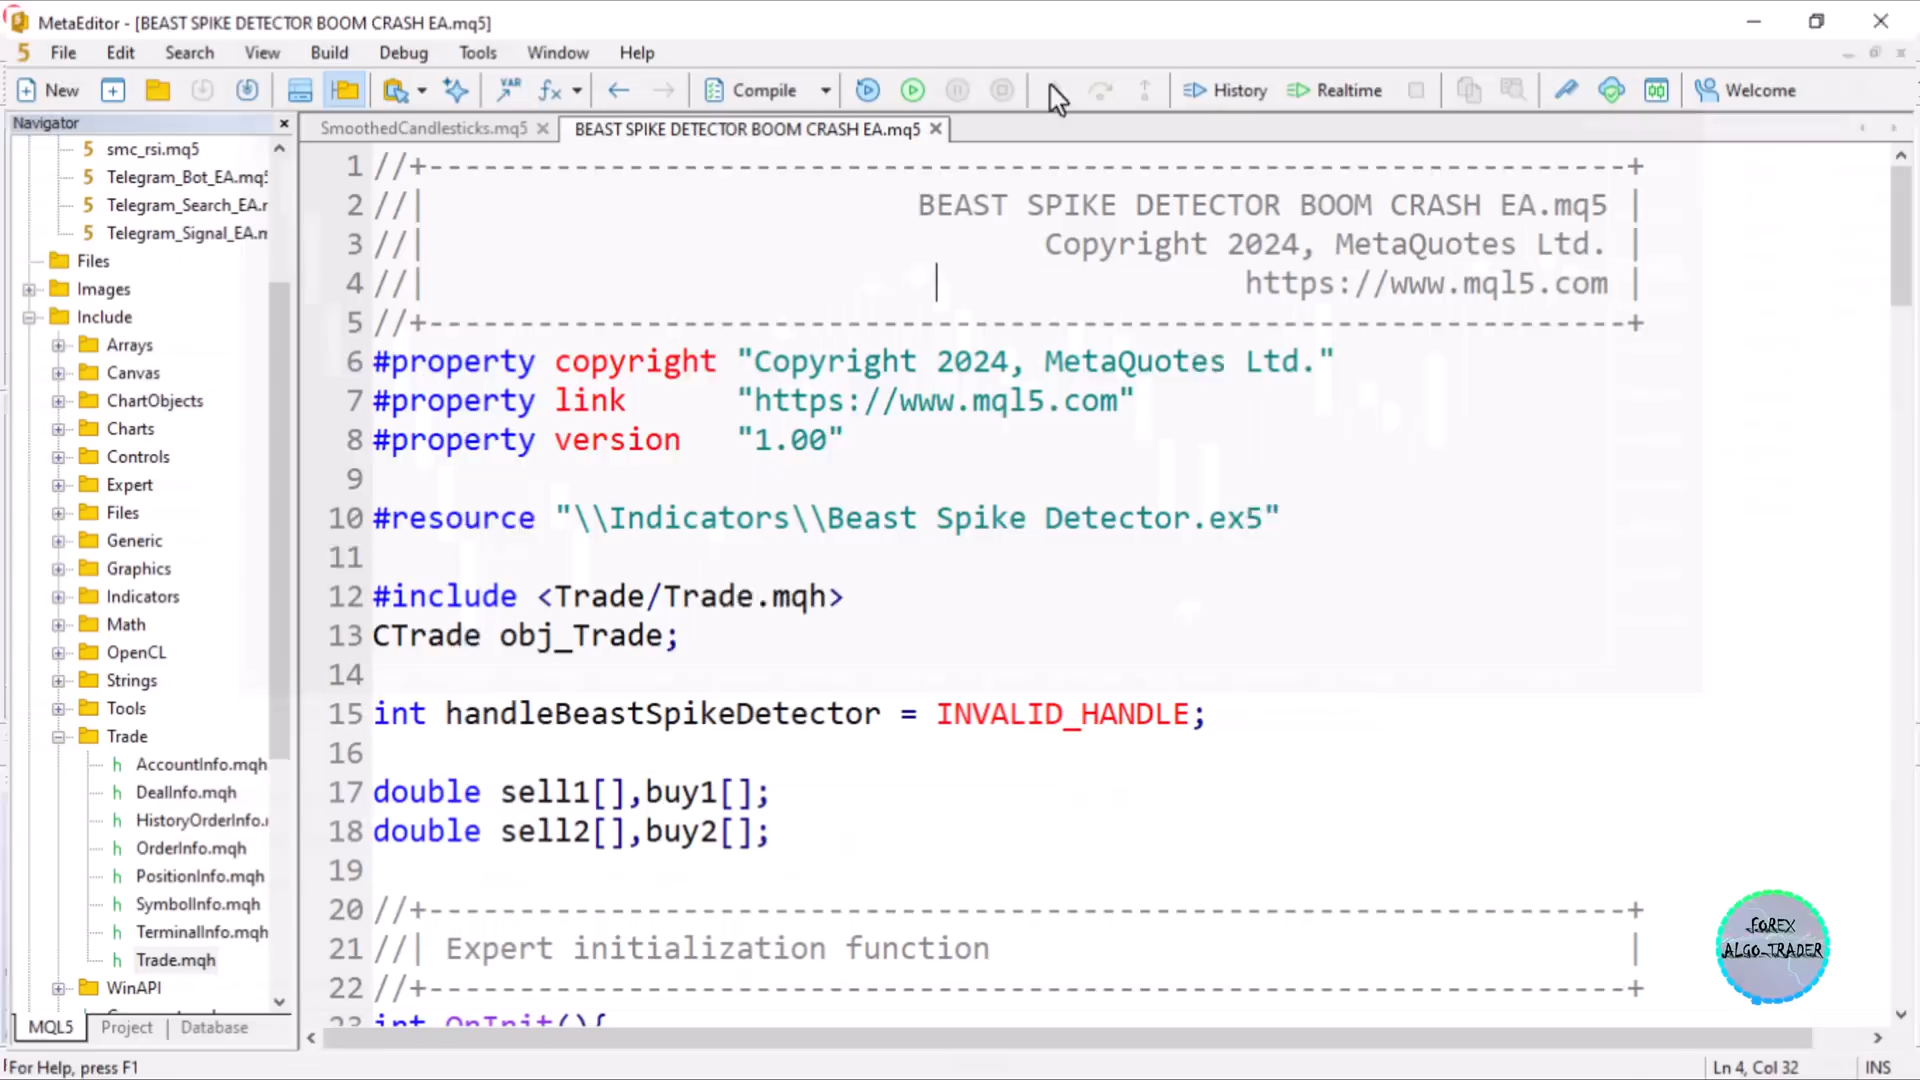 MetaEditor - [BEAST SPIKE DETECTOR BOOM CRASH EA.mq5]
5 File Edit Search View Build Debug Tools Window Help
New VAR fx Compile History Realtime Welcome
Navigator
smc_rsi.mq5
Telegram_Bot_EA.mq5
Telegram_Search_EA.r
Telegram_Signal_EA.m
Files
Images
Include
Arrays
Canvas
ChartObjects
Charts
Controls
Expert
Files
Generic
Graphics
Indicators
Math
OpenCL
Strings
Tools
Trade
AccountInfo.mqh
DealInfo.mqh
HistoryOrderInfo.
OrderInfo.mqh
PositionInfo.mqh
SymbolInfo.mqh
TerminalInfo.mqh
Trade.mqh
WinAPI
MQL5 Project Database
SmoothedCandlesticks.mq5 BEAST SPIKE DETECTOR BOOM CRASH EA.mq5
1 //+------------------------------------------------------------------+
2 //| BEAST SPIKE DETECTOR BOOM CRASH EA.mq5 |
3 //| Copyright 2024, MetaQuotes Ltd. |
4 //| https://www.mql5.com |
5 //+------------------------------------------------------------------+
6 #property copyright "Copyright 2024, MetaQuotes Ltd."
7 #property link "https://www.mql5.com"
8 #property version "1.00"
9
10 #resource "\\Indicators\\Beast Spike Detector.ex5"
11
12 #include <Trade/Trade.mqh>
13 CTrade obj_Trade;
14
15 int handleBeastSpikeDetector = INVALID_HANDLE;
16
17 double sell1[],buy1[];
18 double sell2[],buy2[];
19
20 //+------------------------------------------------------------------+
21 //| Expert initialization function |
22 //+------------------------------------------------------------------+
23 int OnInit(){
FOREX
ALGO-TRADER
For Help, press F1 Ln 4, Col 32 INS